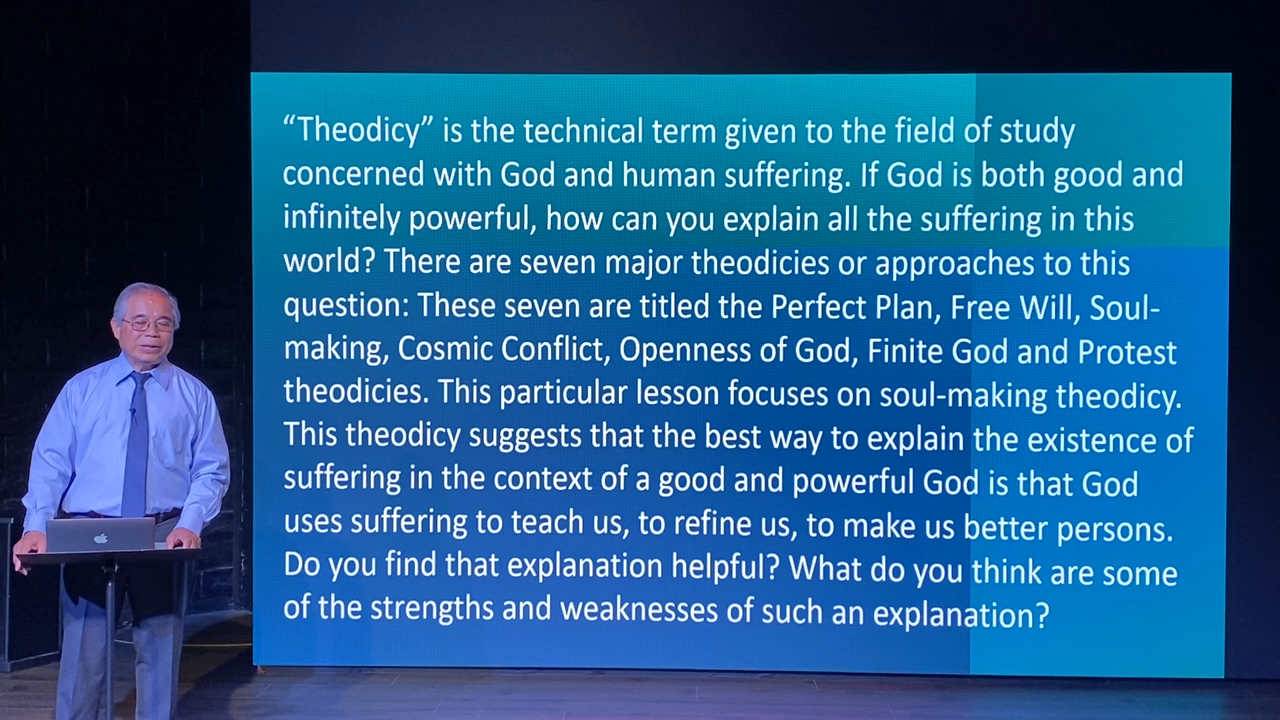 “Theodicy” is the technical term given to the field of study
concerned with God and human suffering. If God is both good and
infinitely powerful, how can you explain all the suffering in this
world? There are seven major theodicies or approaches to this
question: These seven are titled the Perfect Plan, Free Will, Soul-
making, Cosmic Conflict, Openness of God, Finite God and Protest
theodicies. This particular lesson focuses on soul-making theodicy.
This theodicy suggests that the best way to explain the existence of
suffering in the context of a good and powerful God is that God
uses suffering to teach us, to refine us, to make us better persons.
Do you find that explanation helpful? What do you think are some
of the strengths and weaknesses of such an explanation?